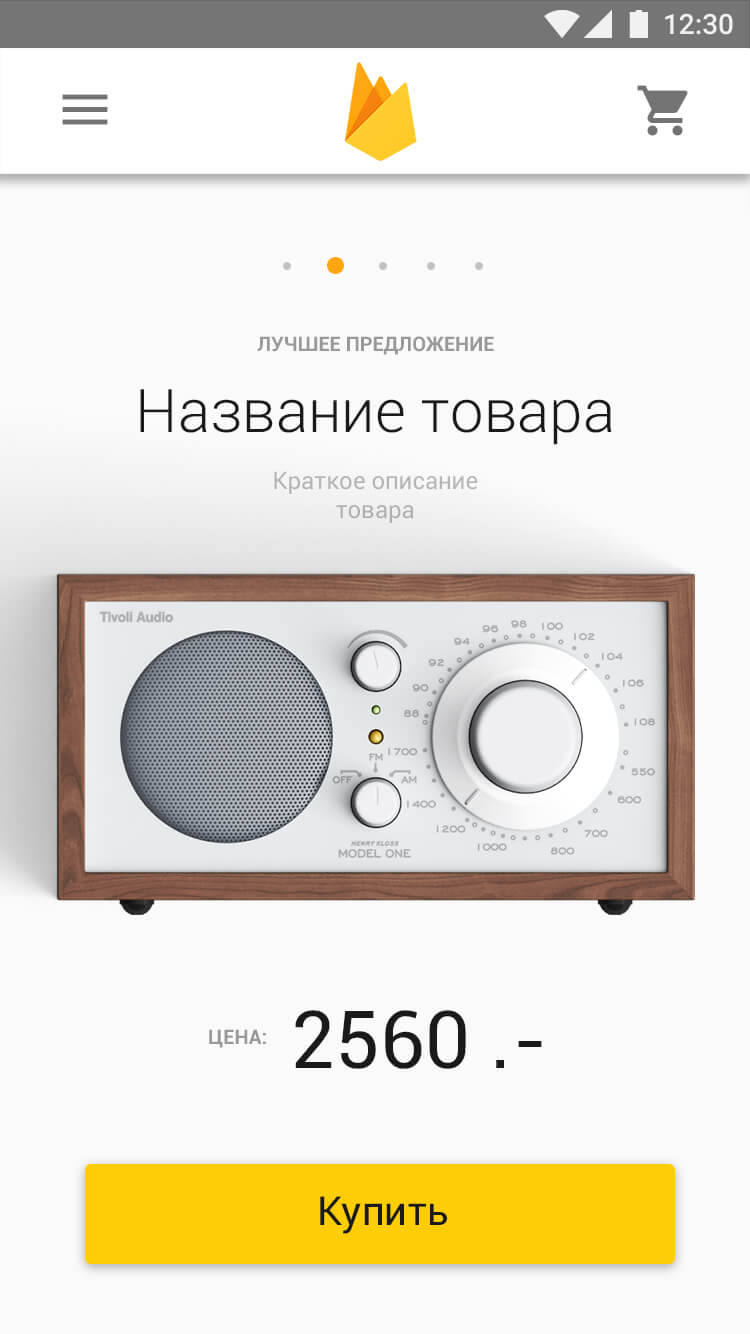 12:30
ЛУЧШЕЕ ПРЕДЛОЖЕНИЕ
Название товара
Краткое описание
товара
Tivoli Audio
88 90 92 94 96 98 100 102 104 106 108
FM
OFF AM
1700 1400 1200 1000 800 700 600 550
HENRY KLOSS
MODEL ONE
ЦЕНА: 2560 .-
Купить